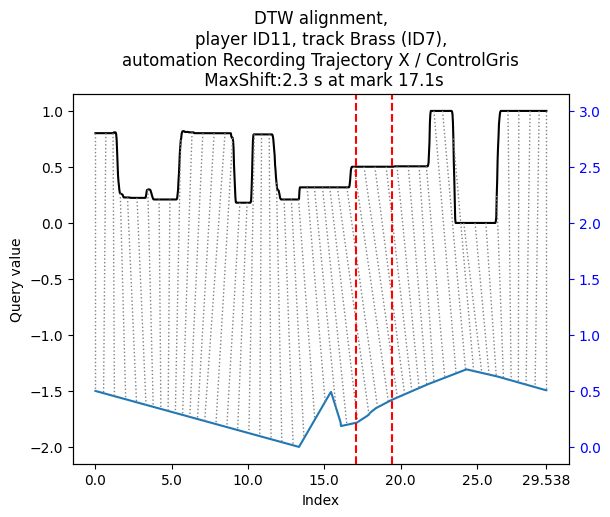 DTW alignment,
player ID11, track Brass (ID7),
automation Recording Trajectory X / ControlGris
MaxShift:2.3 s at mark 17.1s
1.0
0.5
0.0
−0.5
−1.0
−1.5
−2.0
Query value
3.0
2.5
2.0
1.5
1.0
0.5
0.0
0.0 5.0 10.0 15.0 20.0 25.0 29.538
Index